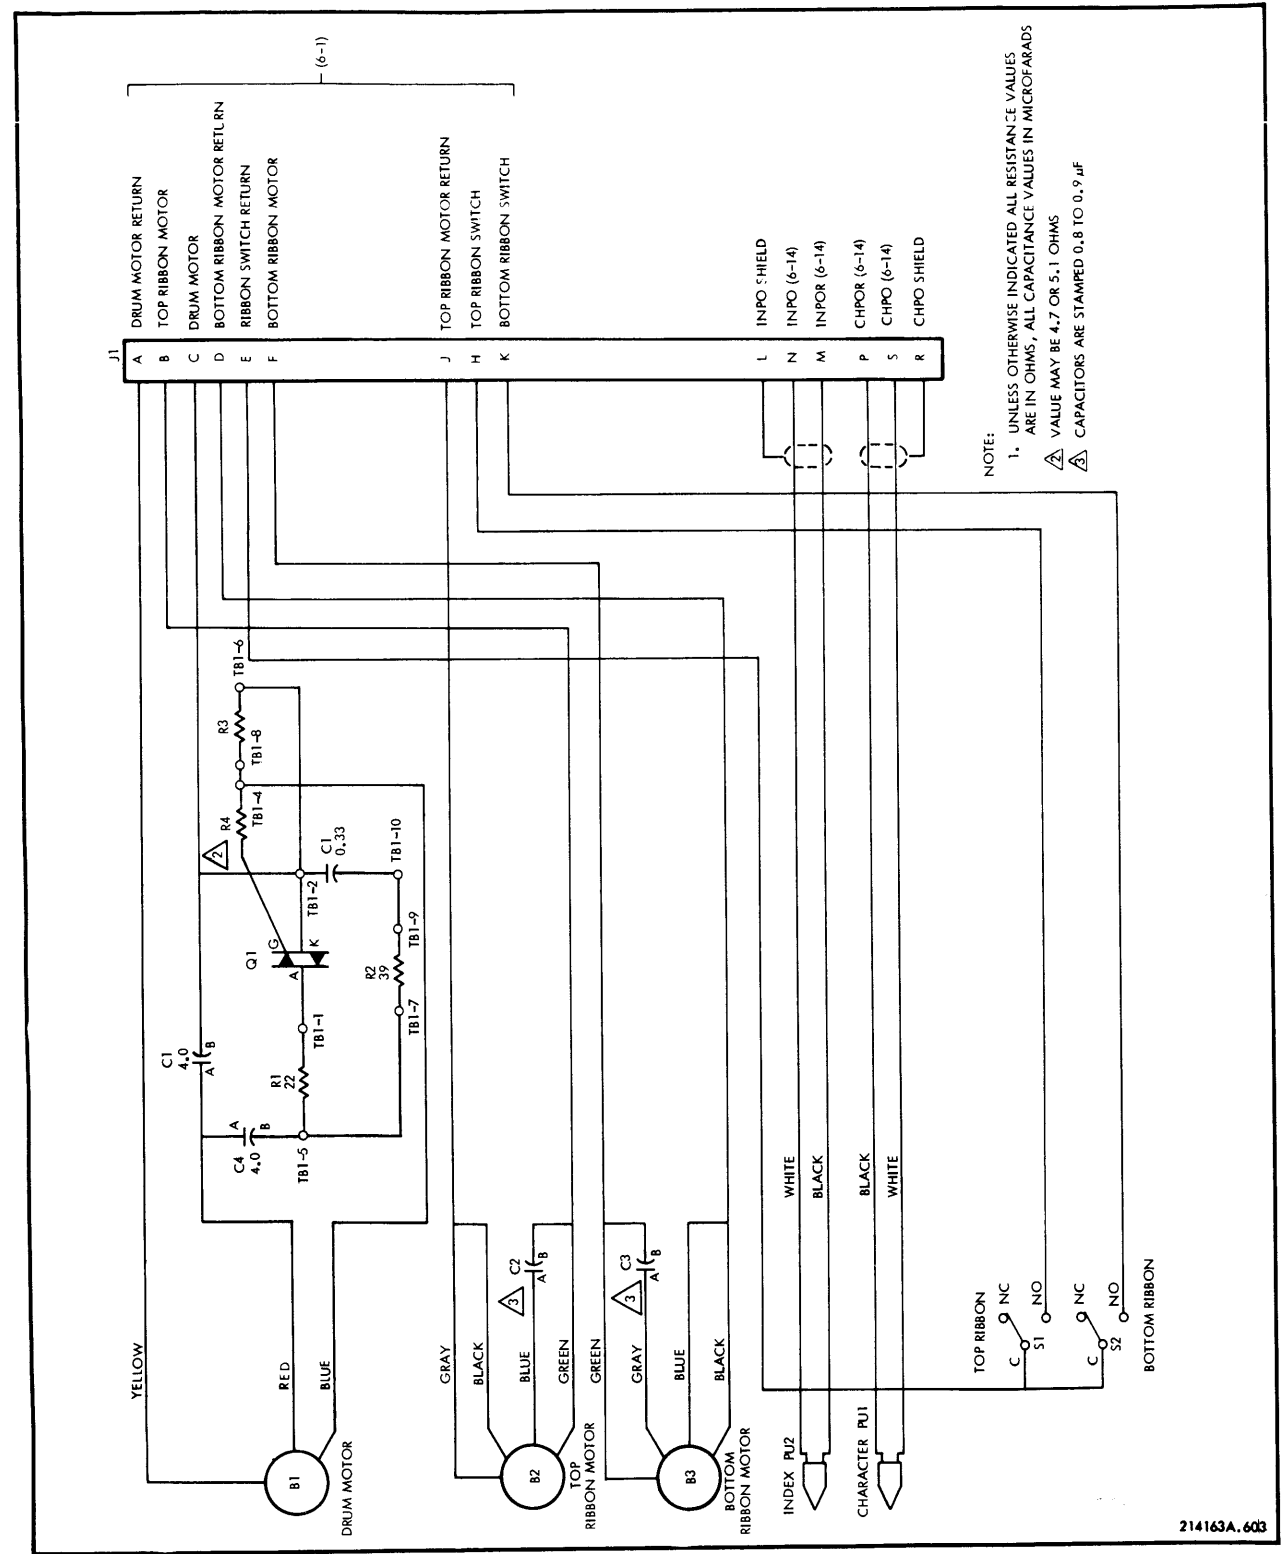 (6-1)
J1
A DRUM MOTOR RETURN
B TOP RIBBON MOTOR
C DRUM MOTOR
D BOTTOM RIBBON MOTOR RETURN
E RIBBON SWITCH RETURN
F BOTTOM RIBBON MOTOR
J TOP RIBBON MOTOR RETURN
H TOP RIBBON SWITCH
K BOTTOM RIBBON SWITCH
L INPO SHIELD
N INPO (6-14)
M INPOR (6-14)
P CHPOR (6-14)
S CHPO (6-14)
R CHPO SHIELD
NOTE:
1. UNLESS OTHERWISE INDICATED ALL RESISTANCE VALUES
ARE IN OHMS, ALL CAPACITANCE VALUES IN MICROFARADS
2 VALUE MAY BE 4.7 OR 5.1 OHMS
3 CAPACITORS ARE STAMPED 0.8 TO 0.9 µF
TB1-6
R3
TB1-8
TB1-4
R4
2
C1
0.33
TB1-10
TB1-2
TB1-9
Q1
G
K
A
R2
39
TB1-7
TB1-1
C1
4.0
A
B
R1
22
C4
4.0
A
B
TB1-5
YELLOW
RED
BLUE
B1
DRUM MOTOR
GRAY
BLACK
BLUE
GREEN
3
C2
A
B
B2
TOP
RIBBON MOTOR
GREEN
GRAY
BLUE
BLACK
3
C3
A
B
B3
BOTTOM
RIBBON MOTOR
WHITE
BLACK
INDEX PU2
BLACK
WHITE
CHARACTER PU1
TOP RIBBON
NC
NO
C
S1
NC
NO
C
S2
BOTTOM RIBBON
214163A.603